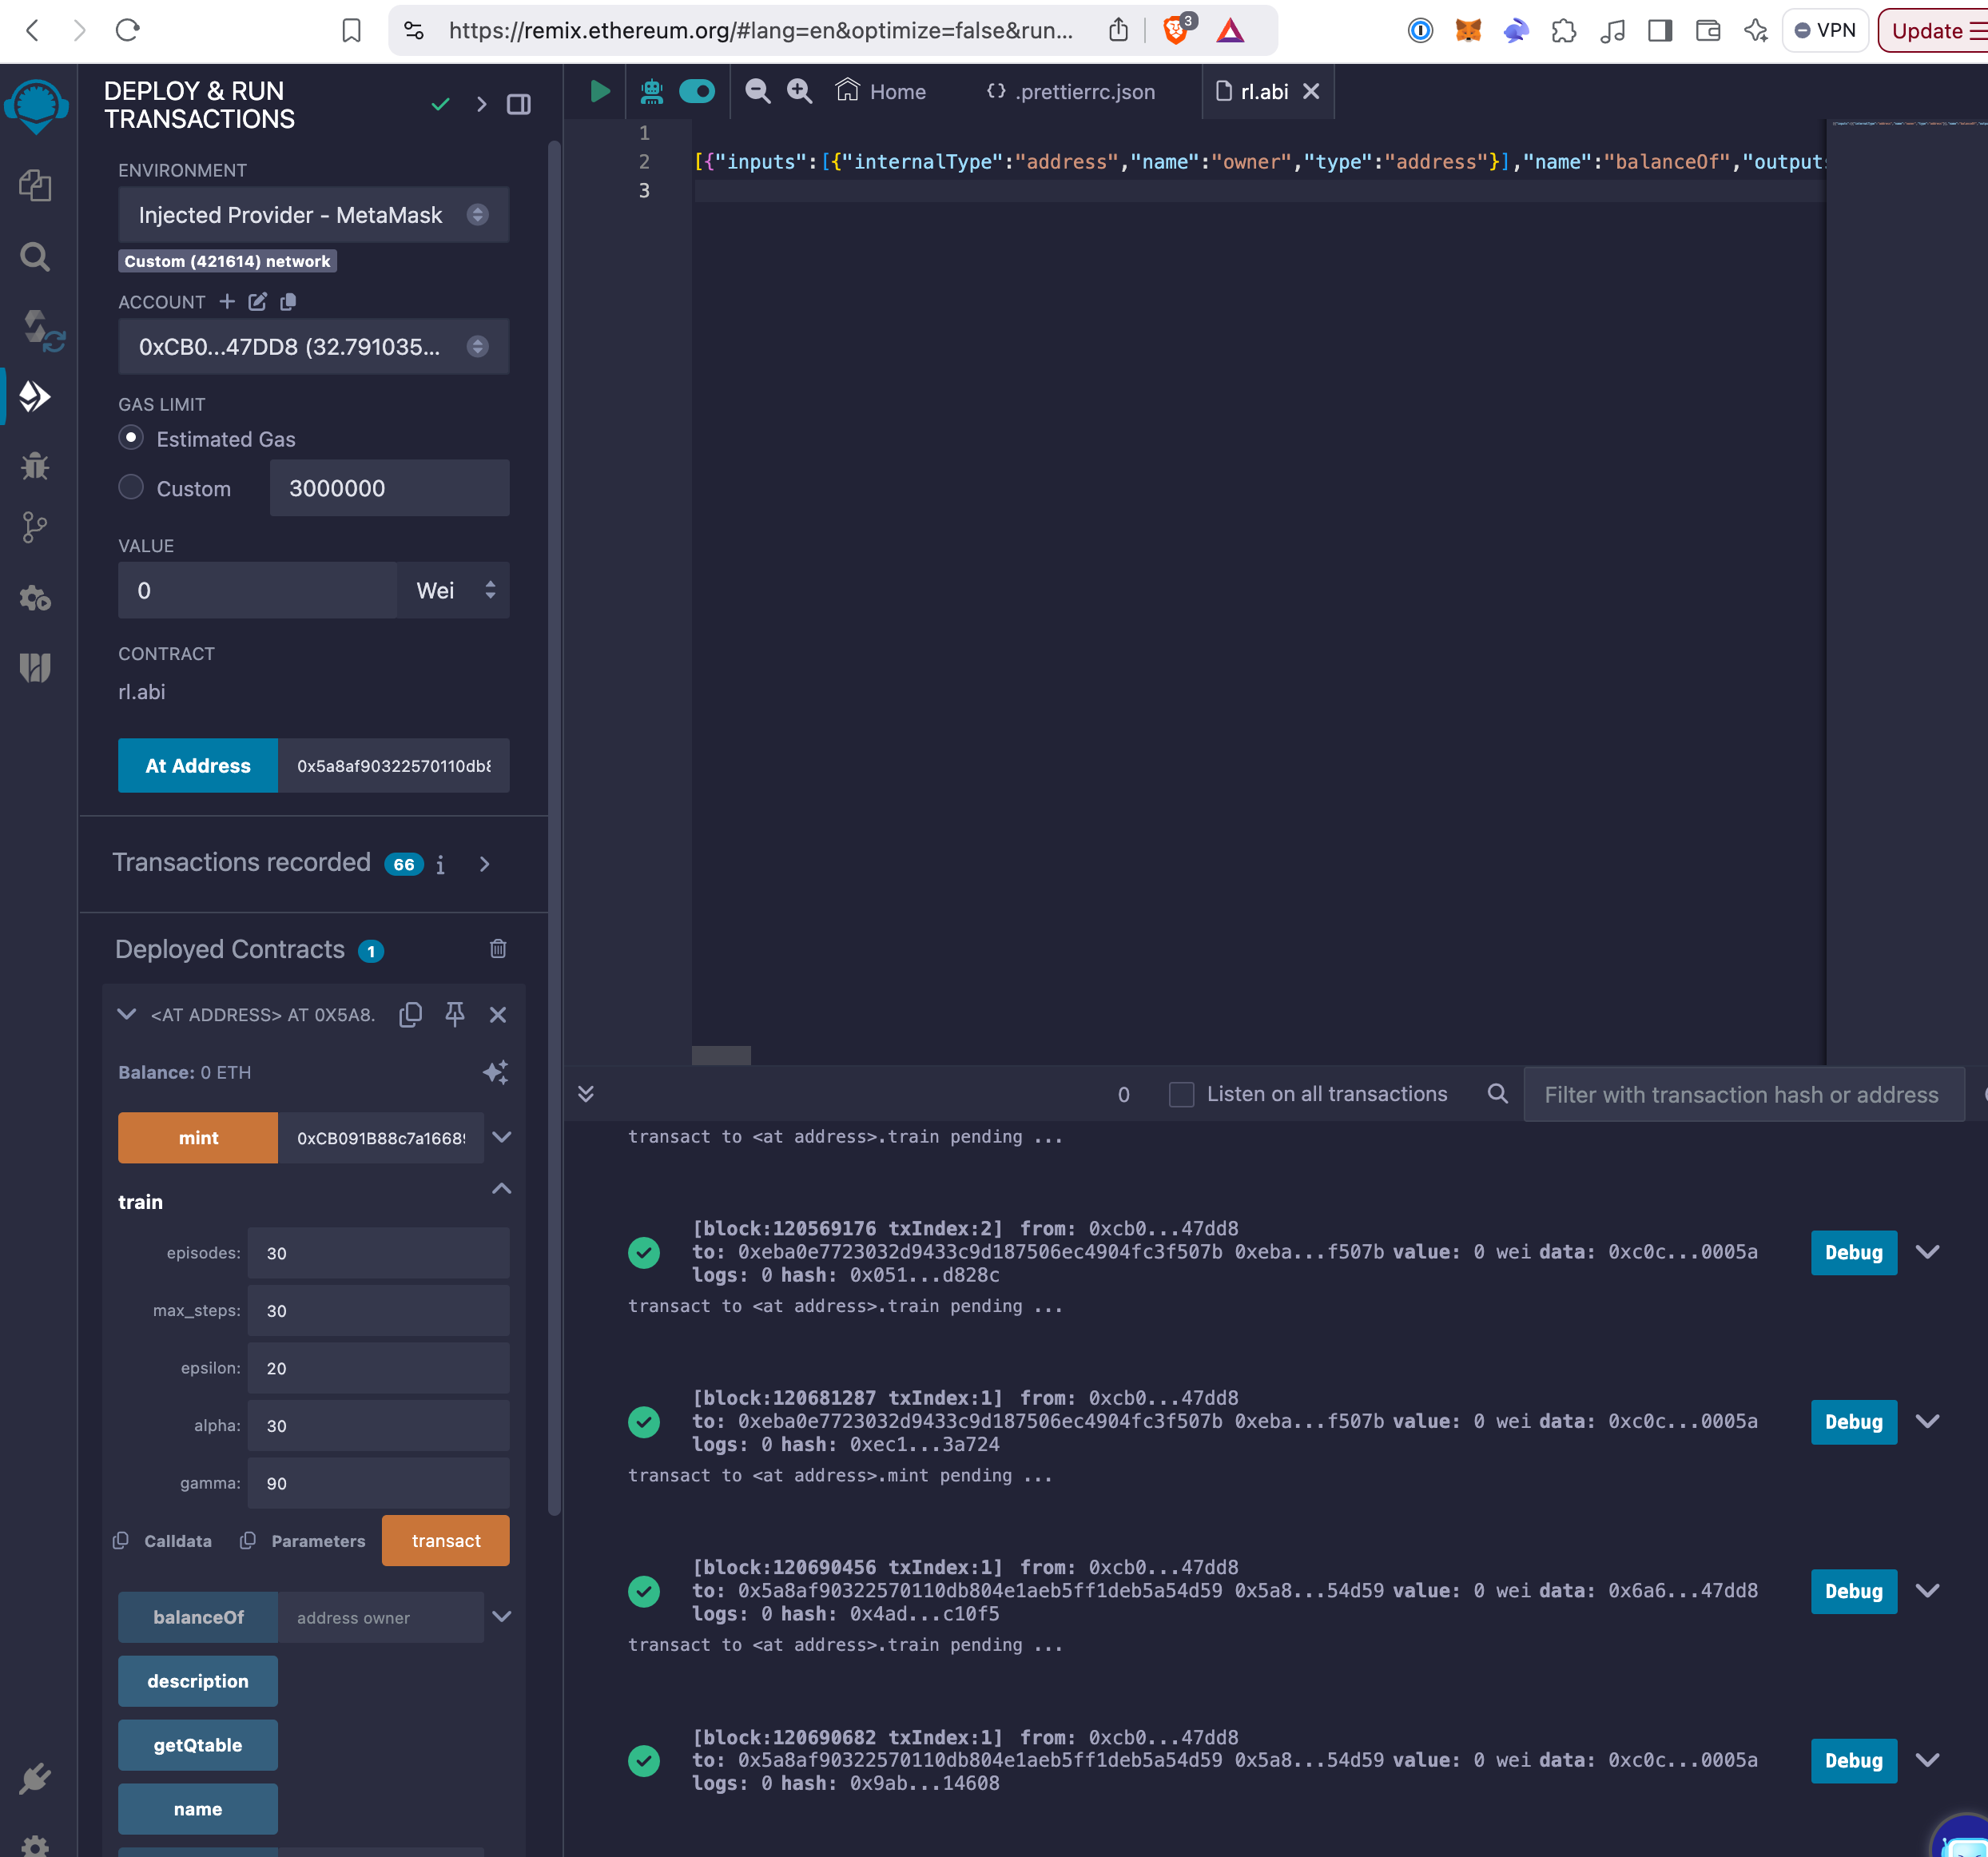 https://remix.ethereum.org/#lang=en&optimize=false&run...
3
VPN
Update
DEPLOY & RUN
TRANSACTIONS
ENVIRONMENT
Injected Provider - MetaMask
Custom (421614) network
ACCOUNT
0xCB0...47DD8 (32.791035...
GAS LIMIT
Estimated Gas
Custom
3000000
VALUE
0
Wei
CONTRACT
rl.abi
At Address
0x5a8af90322570110db8
Transactions recorded 66 i
Deployed Contracts 1
<AT ADDRESS> AT 0X5A8.
Balance: 0 ETH
mint
0xCB091B88c7a16689
train
episodes: 30
max_steps: 30
epsilon: 20
alpha: 30
gamma: 90
Calldata
Parameters
transact
balanceOf
address owner
description
getQtable
name
Home
.prettierrc.json
rl.abi
1
2 [{"inputs":[{"internalType":"address","name":"owner","type":"address"}],"name":"balanceOf","outputs
3
0
Listen on all transactions
Filter with transaction hash or address
transact to <at address>.train pending ...
[block:120569176 txIndex:2] from: 0xcb0...47dd8
to: 0xeba0e7723032d9433c9d187506ec4904fc3f507b 0xeba...f507b value: 0 wei data: 0xc0c...0005a
logs: 0 hash: 0x051...d828c
Debug
transact to <at address>.train pending ...
[block:120681287 txIndex:1] from: 0xcb0...47dd8
to: 0xeba0e7723032d9433c9d187506ec4904fc3f507b 0xeba...f507b value: 0 wei data: 0xc0c...0005a
logs: 0 hash: 0xec1...3a724
Debug
transact to <at address>.mint pending ...
[block:120690456 txIndex:1] from: 0xcb0...47dd8
to: 0x5a8af90322570110db804e1aeb5ff1deb5a54d59 0x5a8...54d59 value: 0 wei data: 0x6a6...47dd8
logs: 0 hash: 0x4ad...c10f5
Debug
transact to <at address>.train pending ...
[block:120690682 txIndex:1] from: 0xcb0...47dd8
to: 0x5a8af90322570110db804e1aeb5ff1deb5a54d59 0x5a8...54d59 value: 0 wei data: 0xc0c...0005a
logs: 0 hash: 0x9ab...14608
Debug